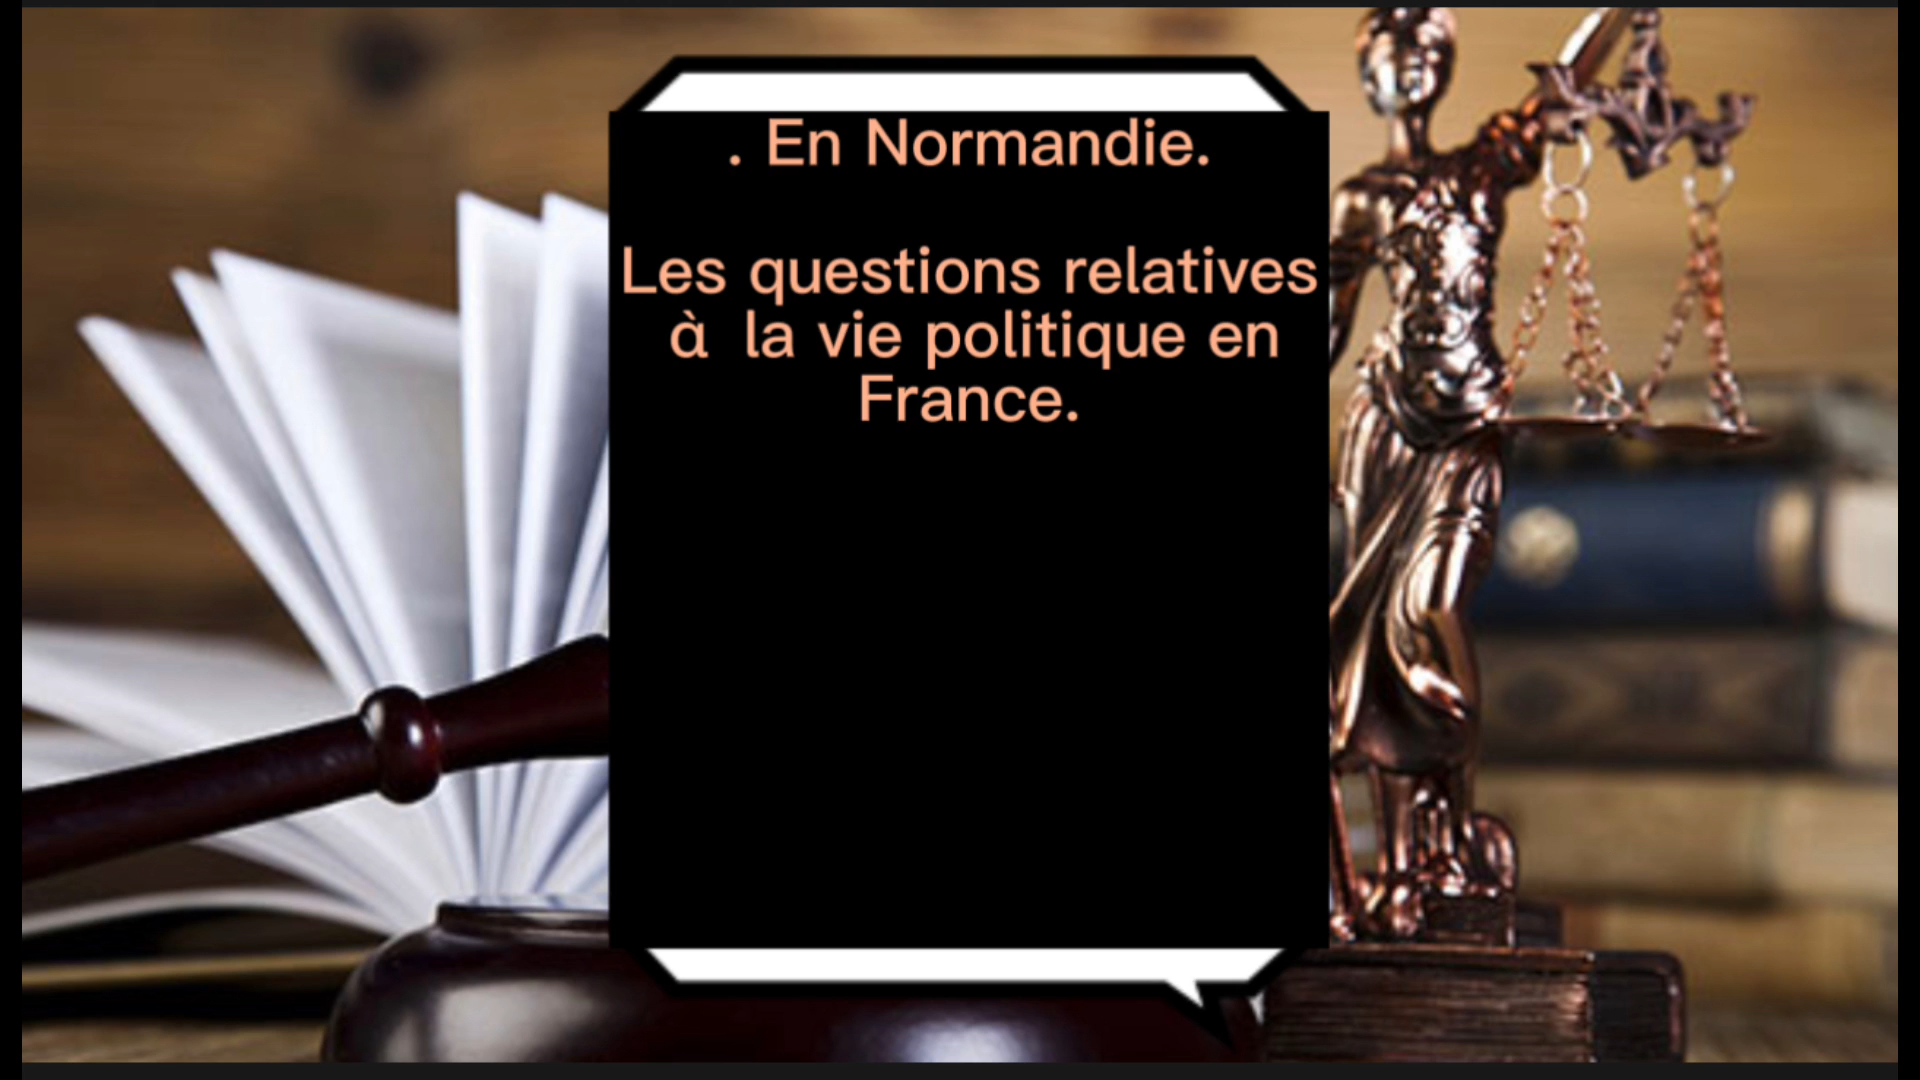 . En Normandie.
Les questions relatives
à la vie politique en
France.